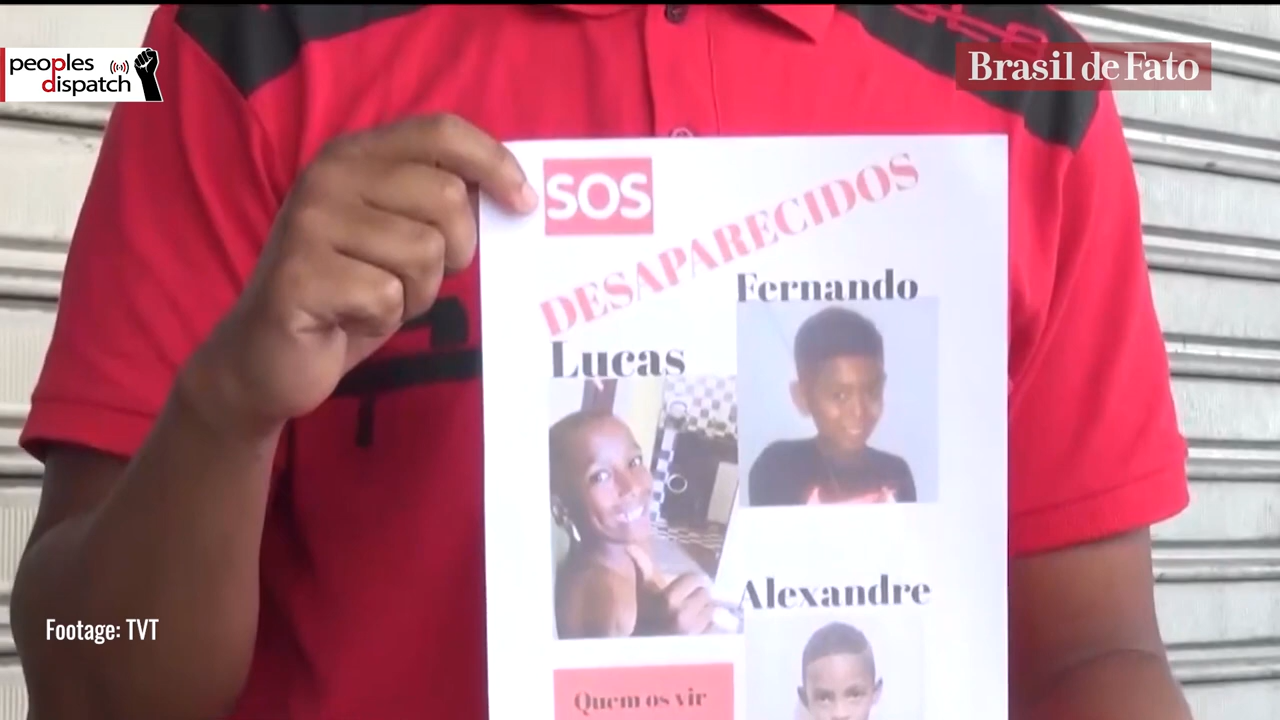 peoples
dispatch
Brasil de Fato
SOS
DESAPARECIDOS
Fernando
Lucas
Alexandre
Quem os vir
Footage: TVT